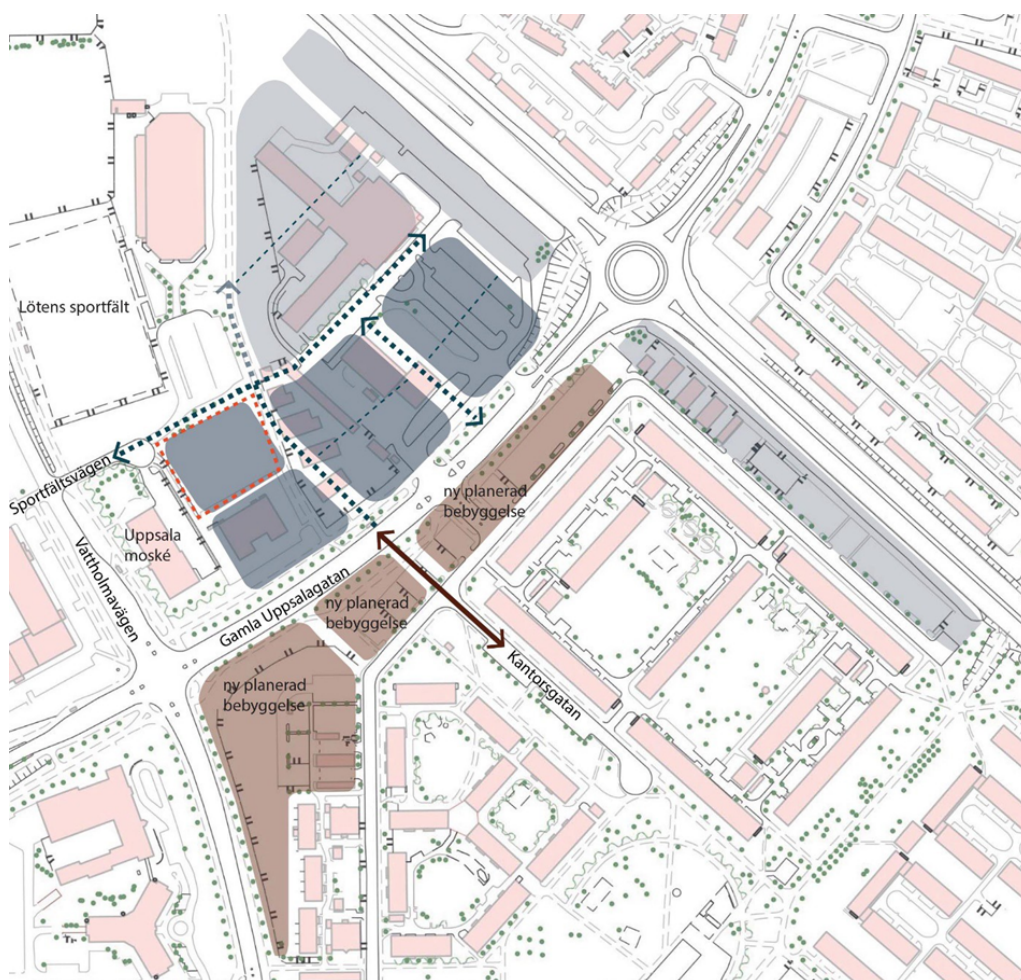 Lötens sportfält
Sportfältsvägen
Uppsala
moské
Vattholmavägen
Gamla Uppsalagatan
ny planerad
bebyggelse
ny planerad
bebyggelse
ny planerad
bebyggelse
Kantorsgatan